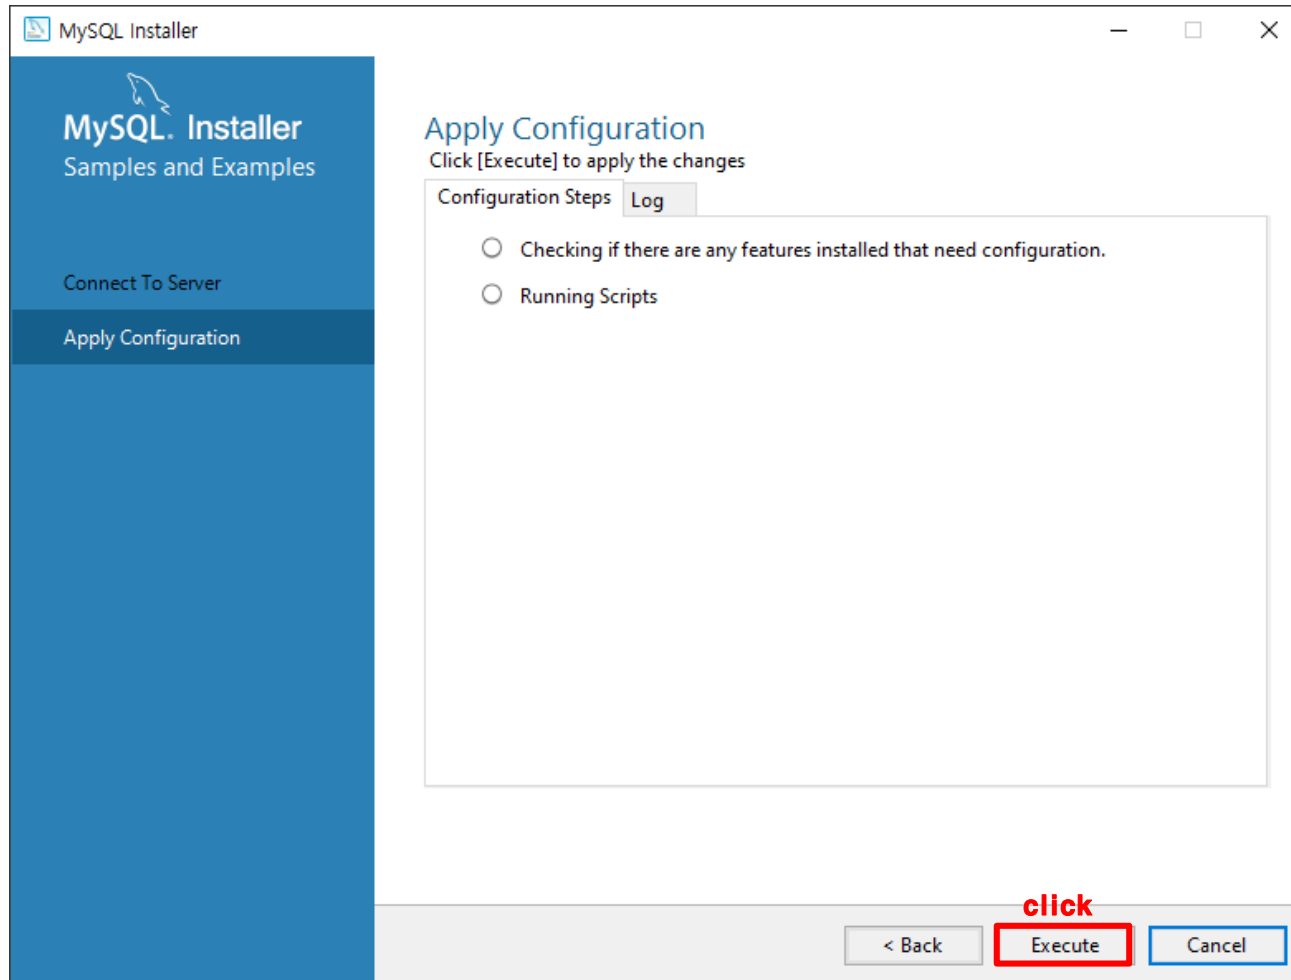 MySQL Installer
MySQL. Installer
Samples and Examples
Connect To Server
Apply Configuration
Apply Configuration
Click [Execute] to apply the changes
Configuration Steps
Log
Checking if there are any features installed that need configuration.
Running Scripts
click
< Back
Execute
Cancel